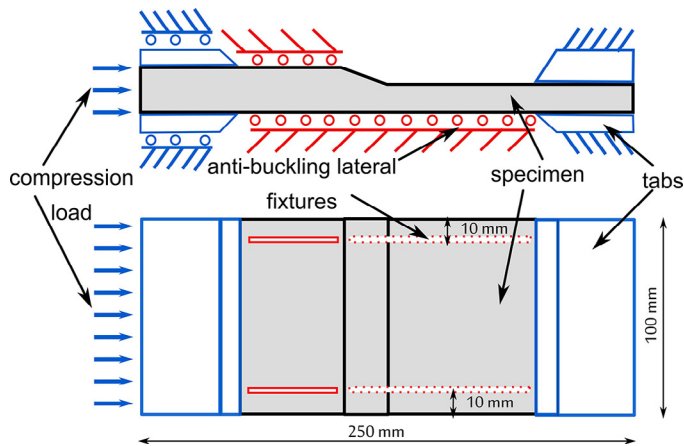 compression
load
anti-buckling lateral
fixtures
specimen
tabs
10 mm
10 mm
100 mm
250 mm